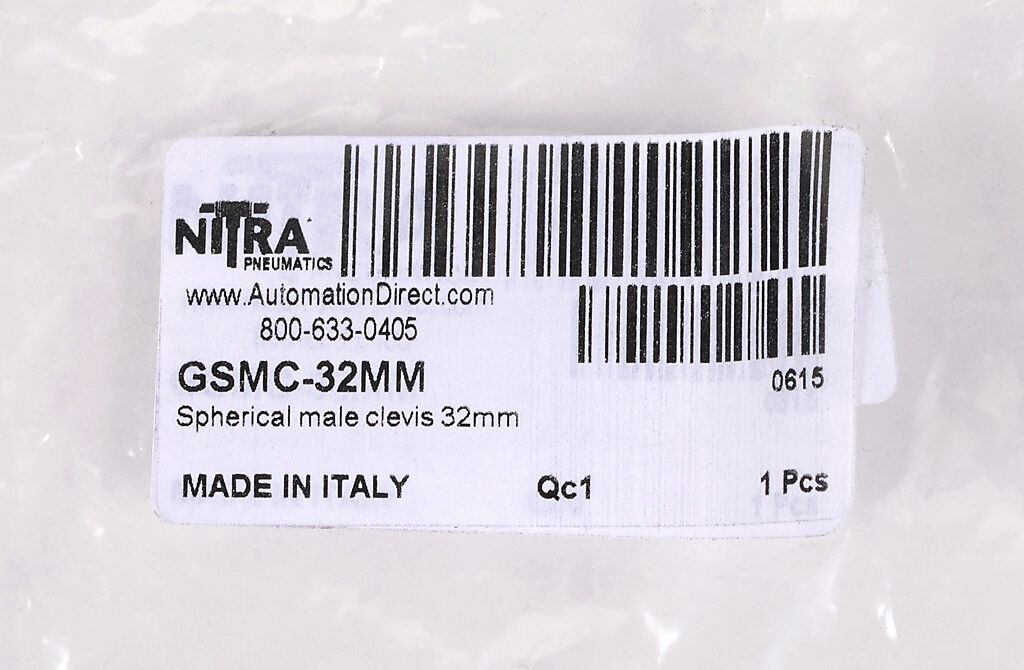 NITRA
PNEUMATICS
www.AutomationDirect.com
800-633-0405
GSMC-32MM
0615
Spherical male clevis 32mm
MADE IN ITALY Qc1 1 Pcs